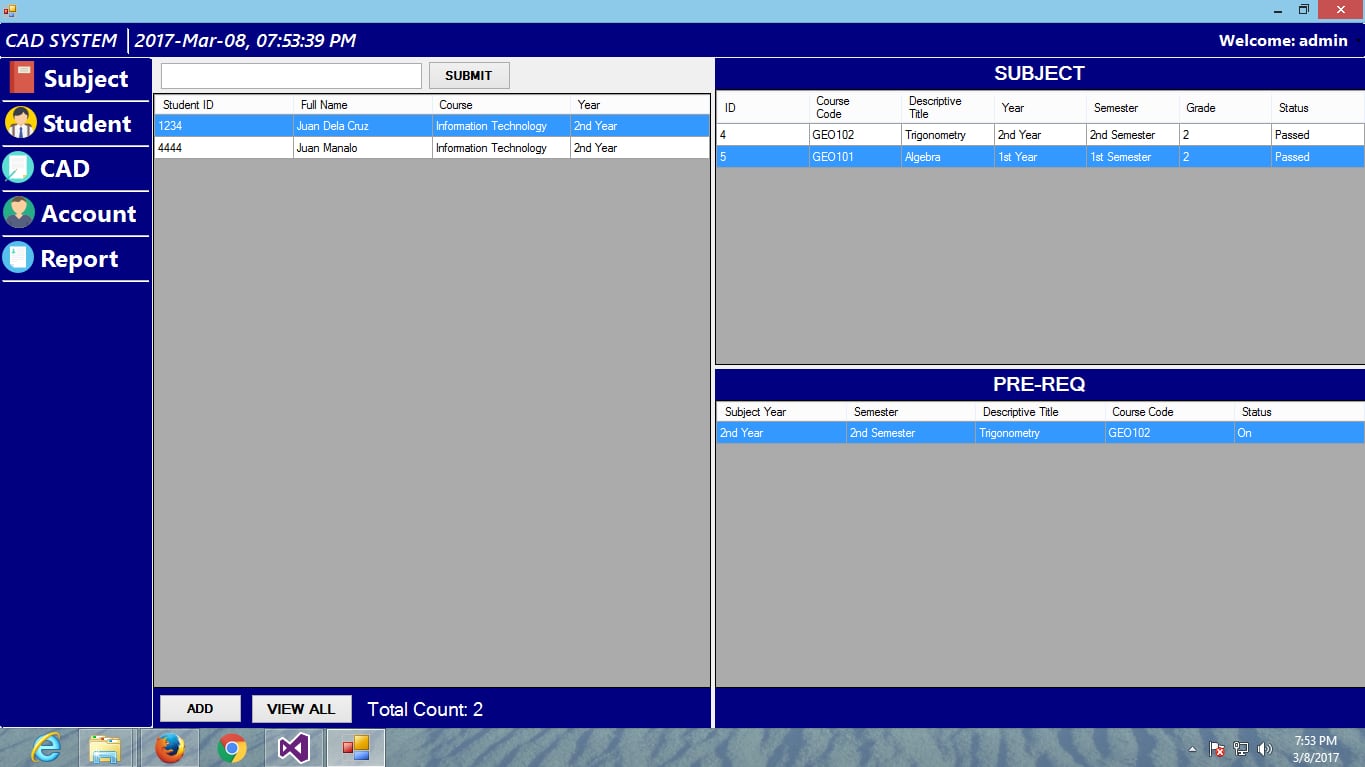 CAD SYSTEM | 2017-Mar-08, 07:53:39 PM Welcome: admin
Subject
Student
CAD
Account
Report
SUBMIT
Student ID Full Name Course Year
1234 Juan Dela Cruz Information Technology 2nd Year
4444 Juan Manalo Information Technology 2nd Year
ADD VIEW ALL Total Count: 2
SUBJECT
ID Course Code Descriptive Title Year Semester Grade Status
4 GEO102 Trigonometry 2nd Year 2nd Semester 2 Passed
5 GEO101 Algebra 1st Year 1st Semester 2 Passed
PRE-REQ
Subject Year Semester Descriptive Title Course Code Status
2nd Year 2nd Semester Trigonometry GEO102 On
7:53 PM
3/8/2017